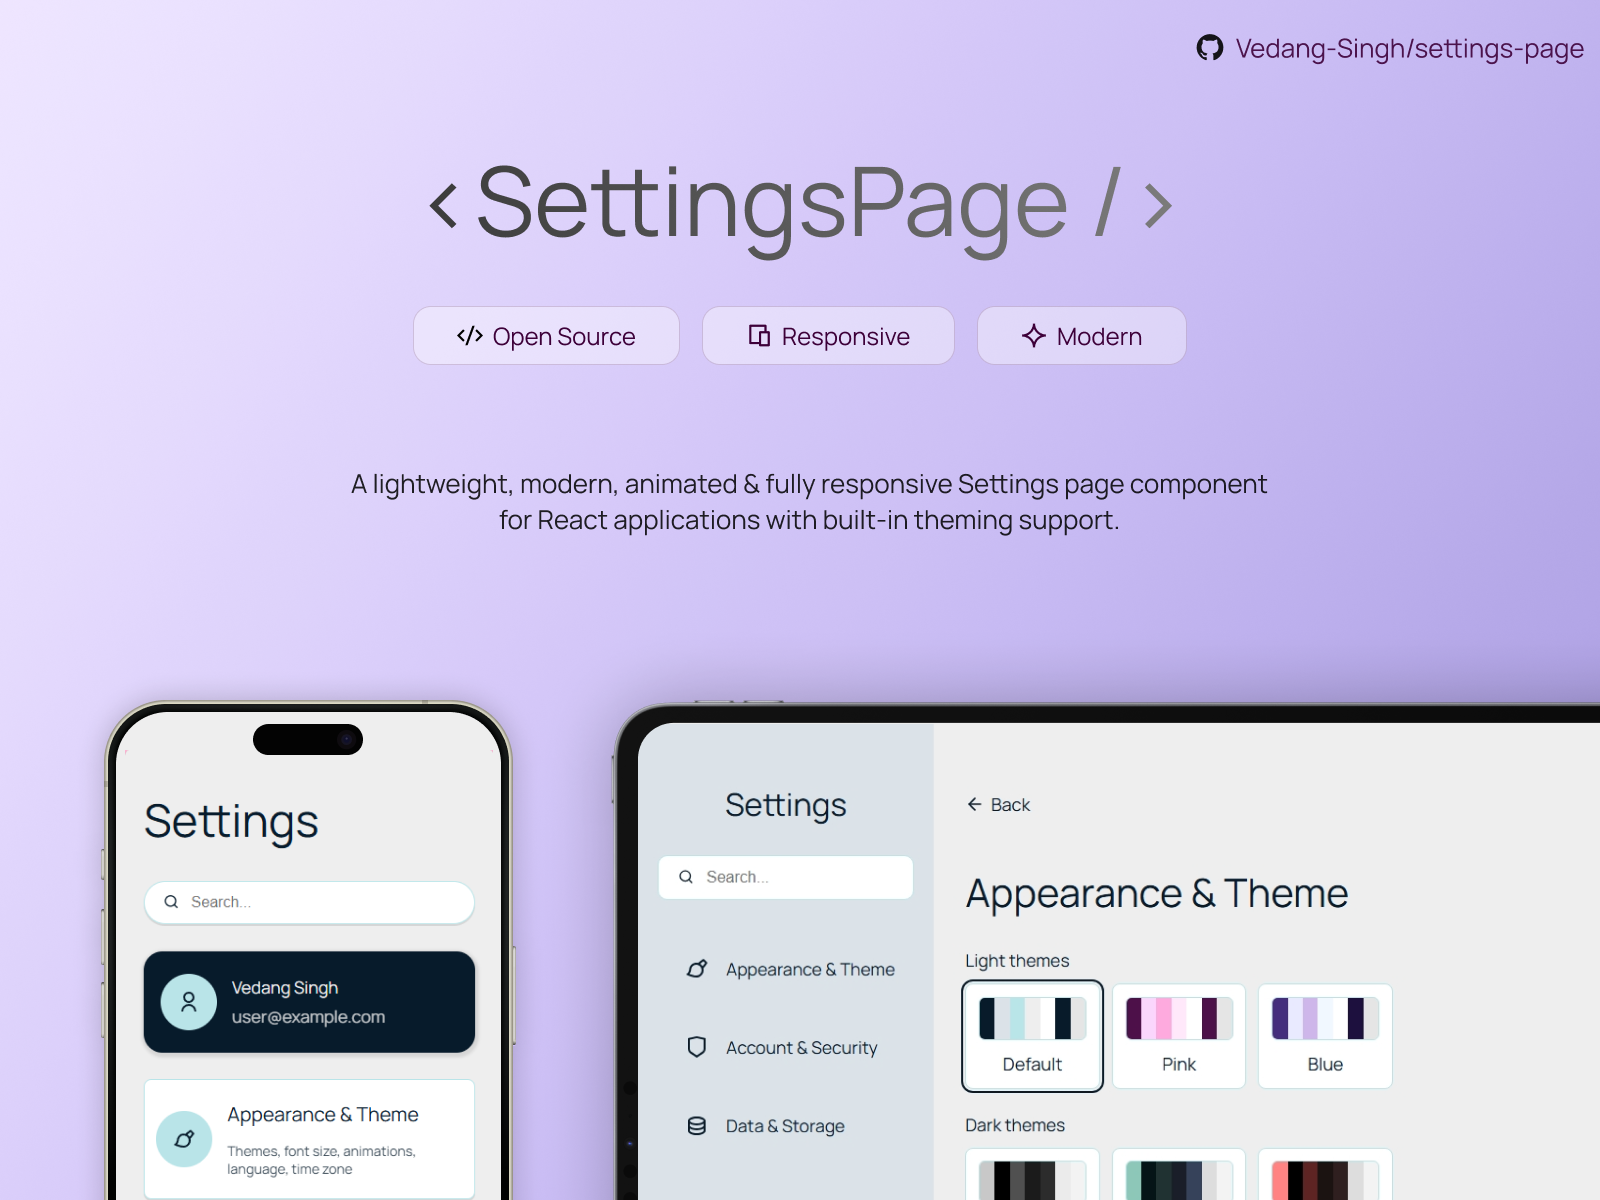 Vedang-Singh/settings-page
< SettingsPage / >
</> Open Source
Responsive
Modern
A lightweight, modern, animated & fully responsive Settings page component
for React applications with built-in theming support.
Settings
Search...
Vedang Singh
user@example.com
Appearance & Theme
Themes, font size, animations,
language, time zone
Settings
Search...
Appearance & Theme
Account & Security
Data & Storage
Back
Appearance & Theme
Light themes
Default
Pink
Blue
Dark themes